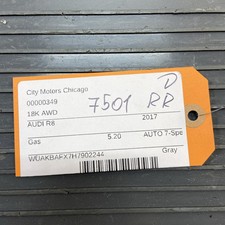 City Motors Chicago
D
00000349
7501 RR
18K AWD
2017
AUDI R8
Gas 5.20 AUTO 7-Spe
WUAKBAFX7H7902244
Gray